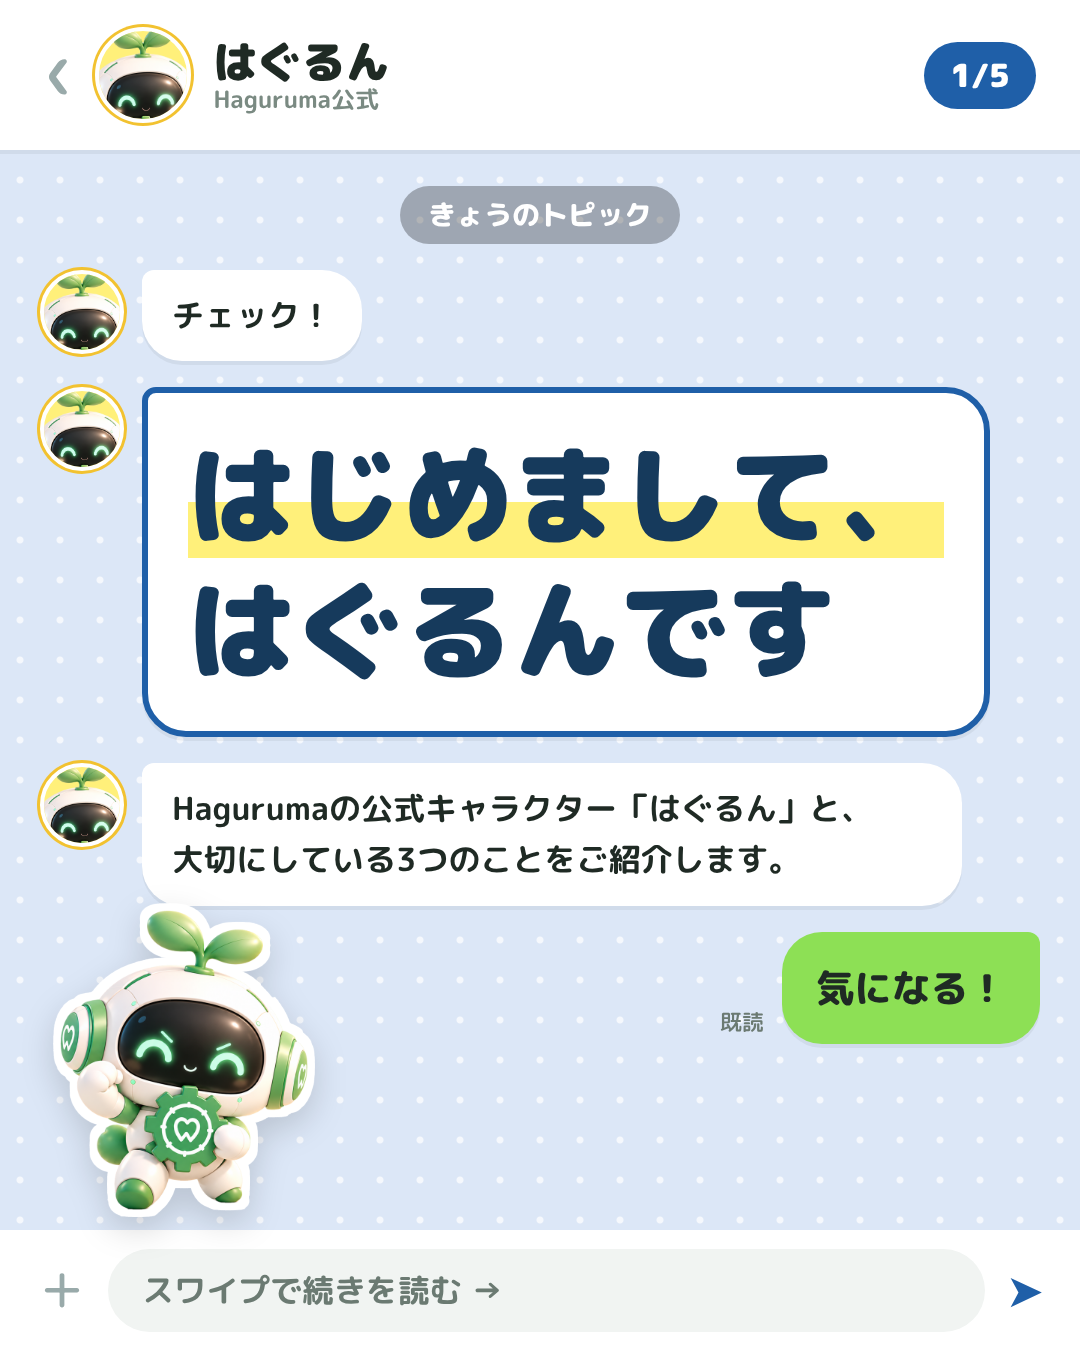 はぐるん
Haguruma公式
1/5
きょうのトピック
チェック！
はじめまして、
はぐるんです
Hagurumaの公式キャラクター「はぐるん」と、
大切にしている3つのことをご紹介します。
気になる！
既読
スワイプで続きを読む →